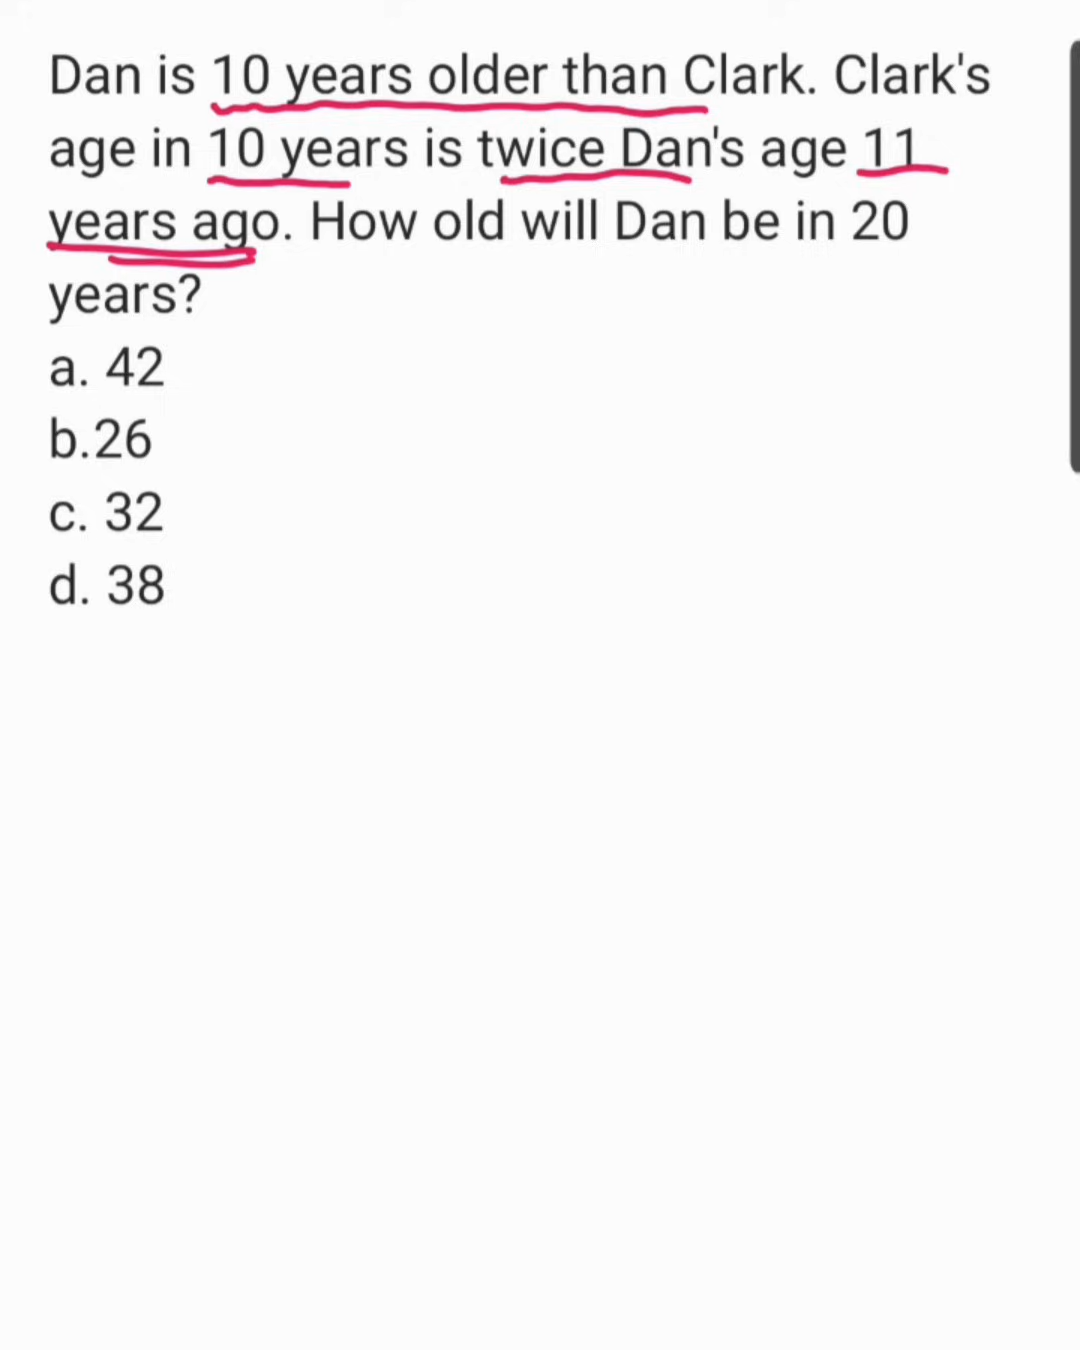 Dan is 10 years older than Clark. Clark's
age in 10 years is twice Dan's age 11
years ago. How old will Dan be in 20
years?
a. 42
b.26
c. 32
d. 38